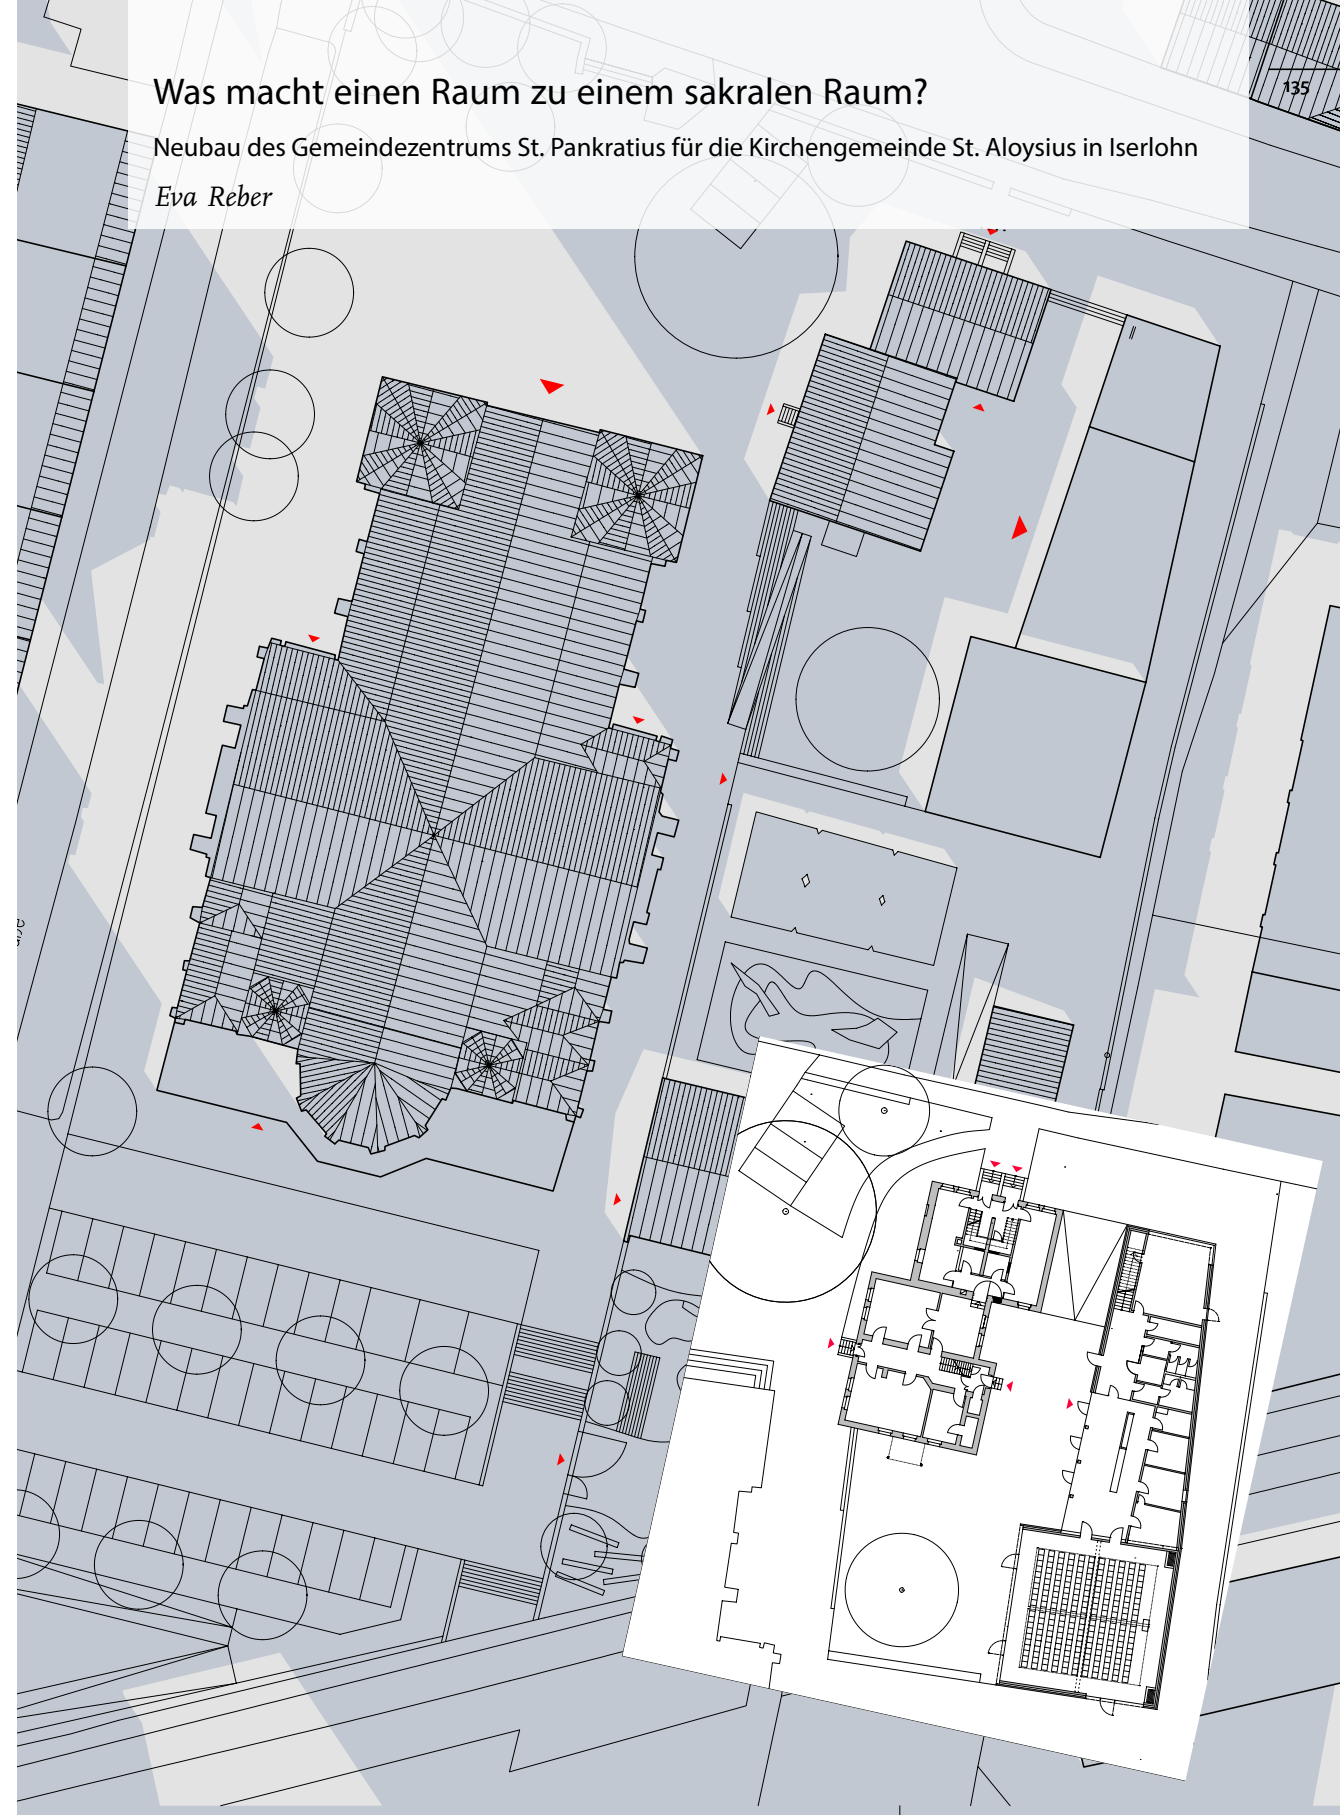 Was macht einen Raum zu einem sakralen Raum?
135
Neubau des Gemeindezentrums St. Pankratius für die Kirchengemeinde St. Aloysius in Iserlohn
Eva Reber